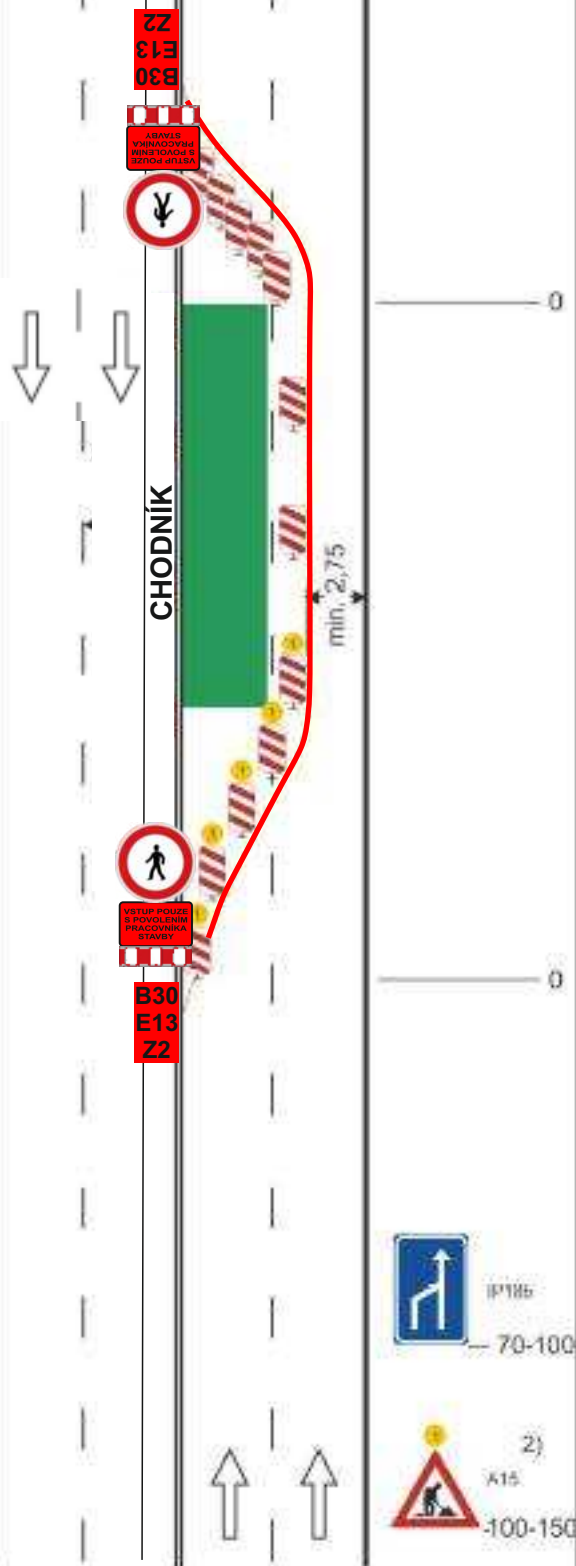 Z2
E13
B30
VSTUP POUZE
S POVOLENÍM
PRACOVNÍKA
STAVBY
0
CHODNÍK
min. 2,75
VSTUP POUZE
S POVOLENÍM
PRACOVNÍKA
STAVBY
0
B30
E13
Z2
70-100
2)
A15
100-150